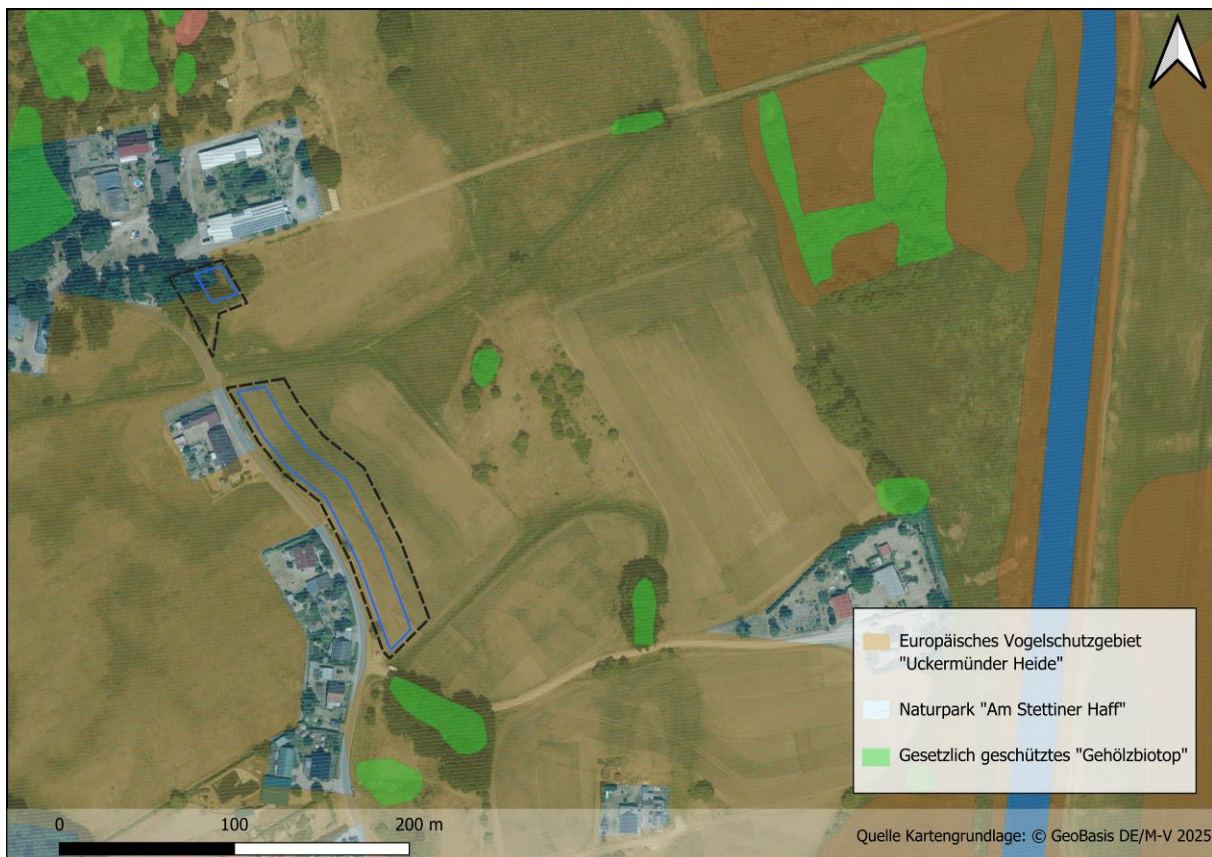 Europäisches Vogelschutzgebiet
"Uckermünder Heide"
Naturpark "Am Stettiner Haff"
Gesetzlich geschütztes "Gehölzbiotop"
0 100 200 m
Quelle Kartengrundlage: © GeoBasis DE/M-V 2025